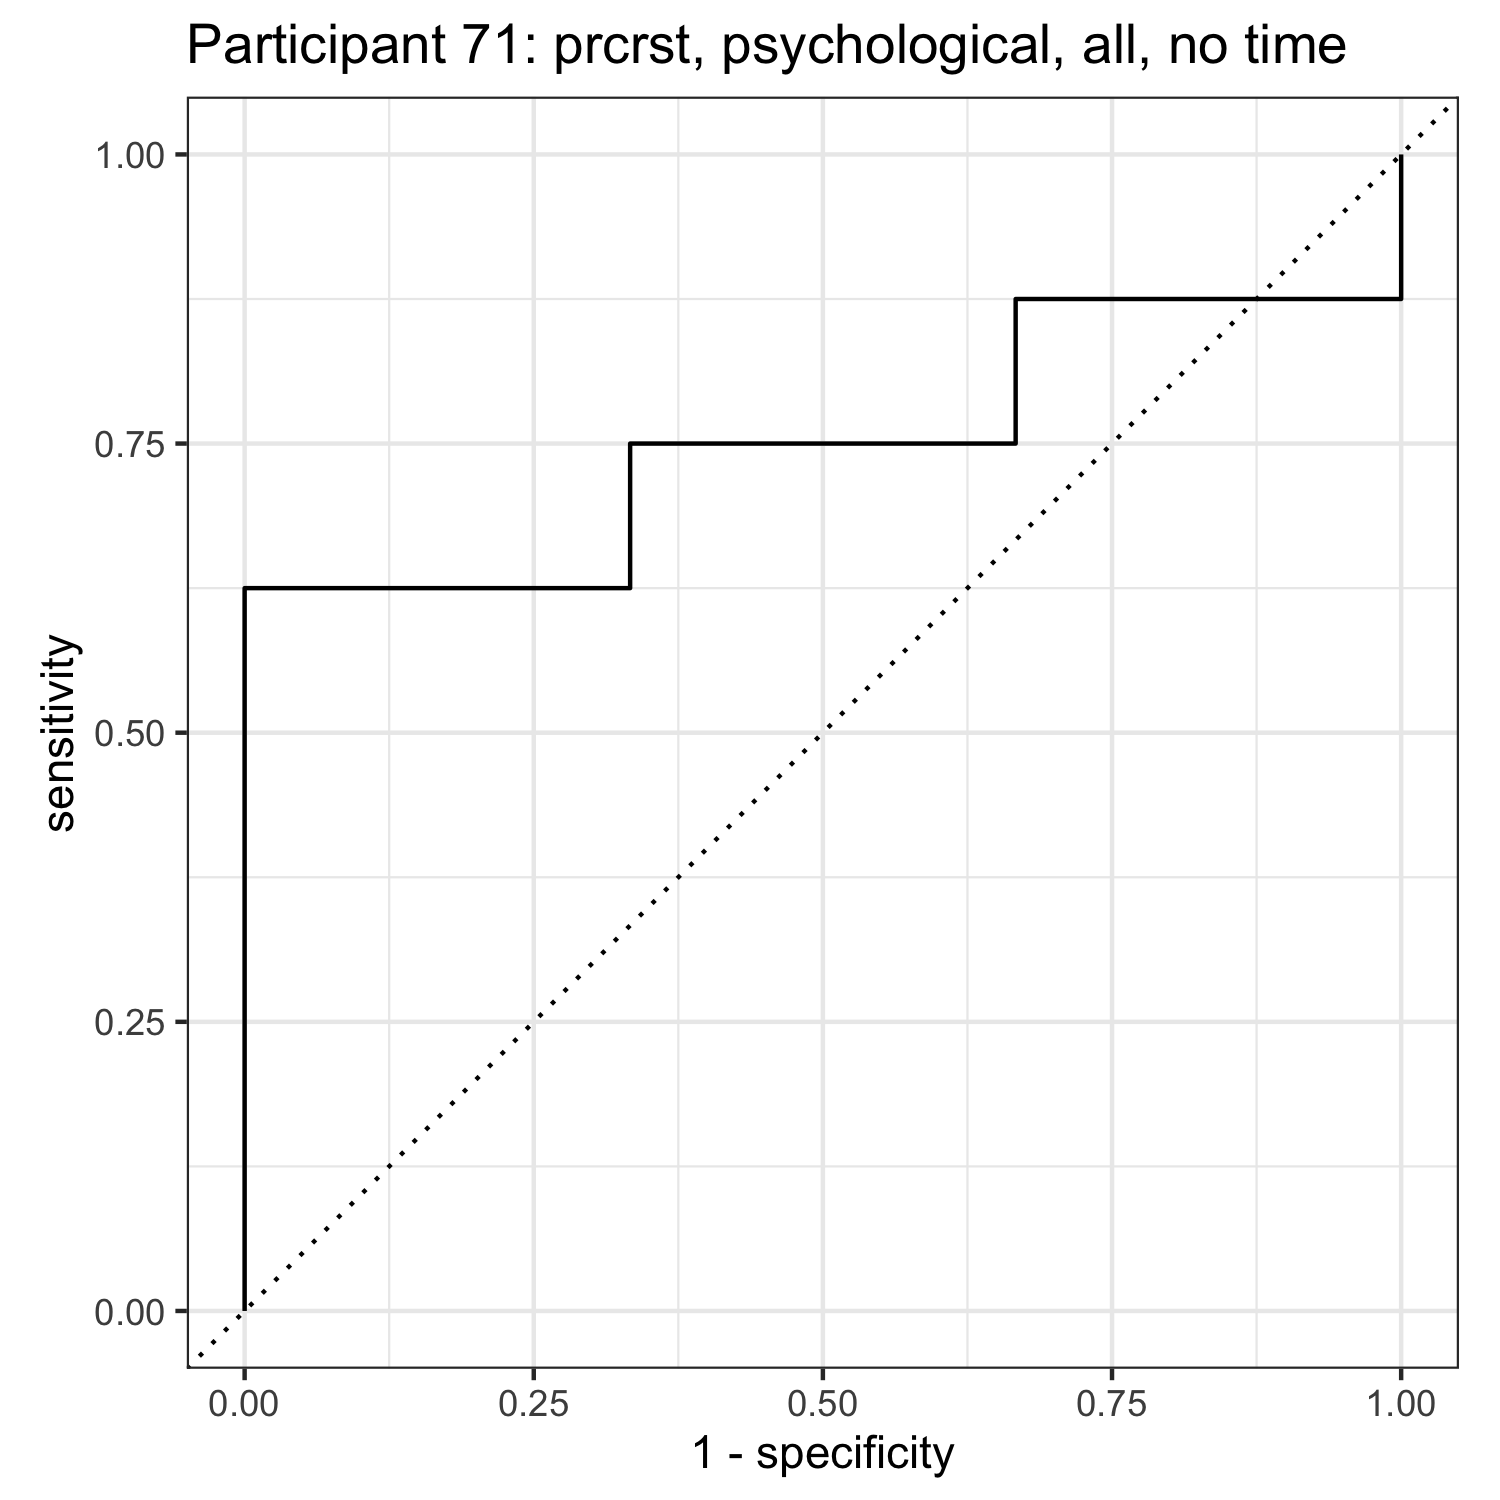 Participant 71: prcrst, psychological, all, no time
1.00
0.75
0.50
0.25
0.00
sensitivity
0.00 0.25 0.50 0.75 1.00
1 - specificity